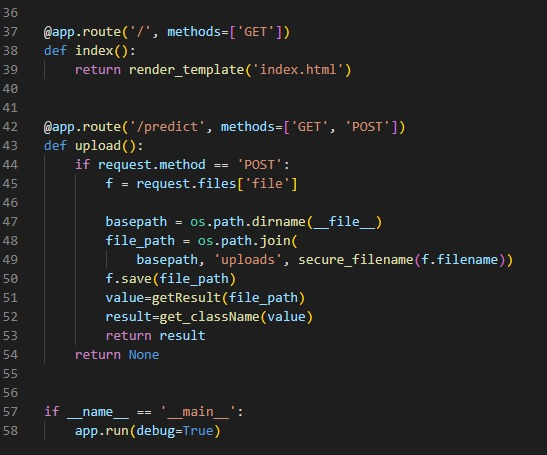 36
37 @app.route('/', methods=['GET'])
38 def index():
39     return render_template('index.html')
40
41
42 @app.route('/predict', methods=['GET', 'POST'])
43 def upload():
44     if request.method == 'POST':
45         f = request.files['file']
46
47         basepath = os.path.dirname(__file__)
48         file_path = os.path.join(
49             basepath, 'uploads', secure_filename(f.filename))
50         f.save(file_path)
51         value=getResult(file_path)
52         result=get_className(value)
53         return result
54     return None
55
56
57 if __name__ == '__main__':
58     app.run(debug=True)